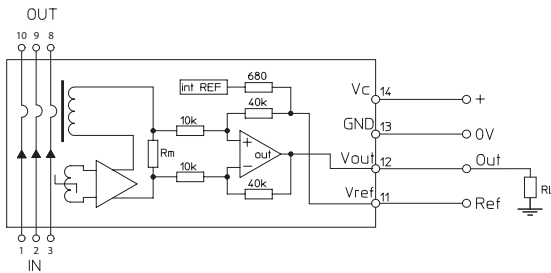 OUT
10 9 8
int REF
680
40k
10k
Rm
10k
+
−
out
40k
Vc 14 +
GND 13 0V
Vout 12 Out
Vref 11 Ref
RL
1 2 3
IN